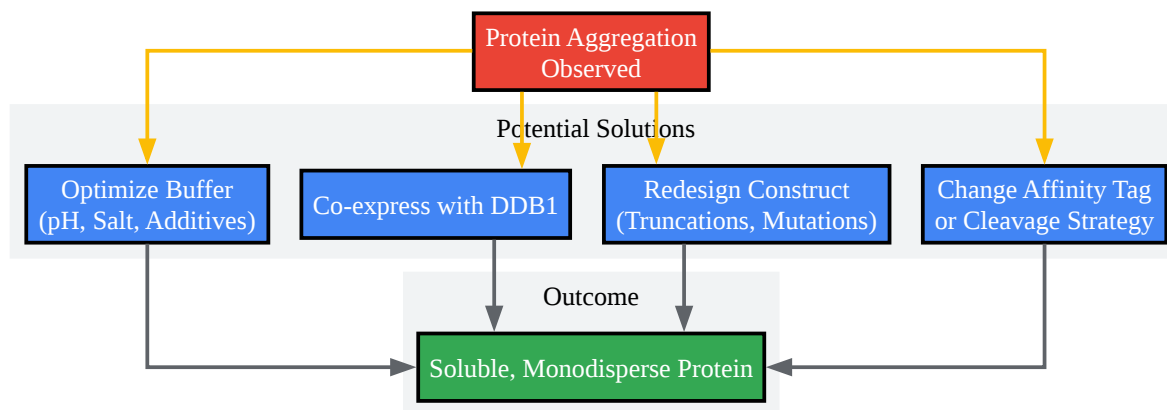 Protein Aggregation
Observed
Potential Solutions
Optimize Buffer
(pH, Salt, Additives)
Co-express with DDB1
Redesign Construct
(Truncations, Mutations)
Change Affinity Tag
or Cleavage Strategy
Outcome
Soluble, Monodisperse Protein